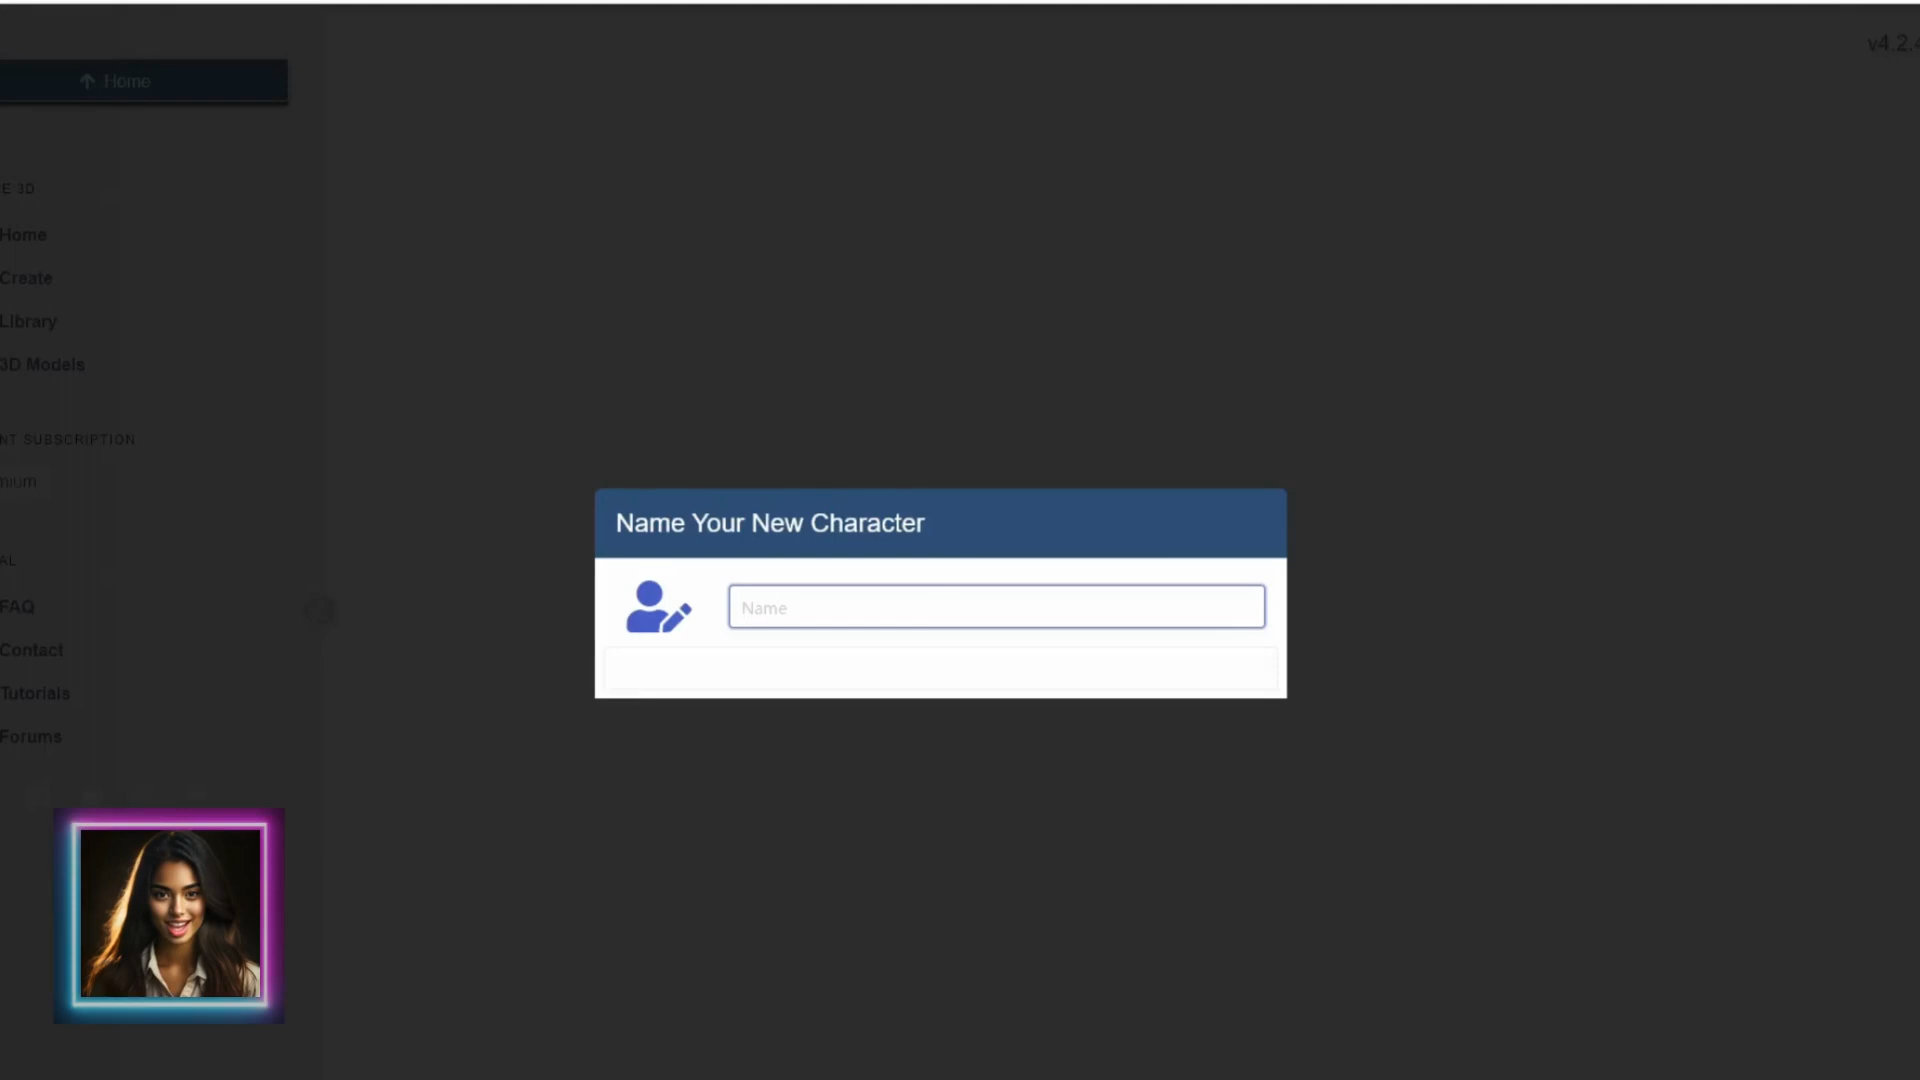 v4.2.4
Home
E 3D
Home
Create
Library
3D Models
NT SUBSCRIPTION
mium
AL
FAQ
Contact
Tutorials
Forums
Name Your New Character
Name